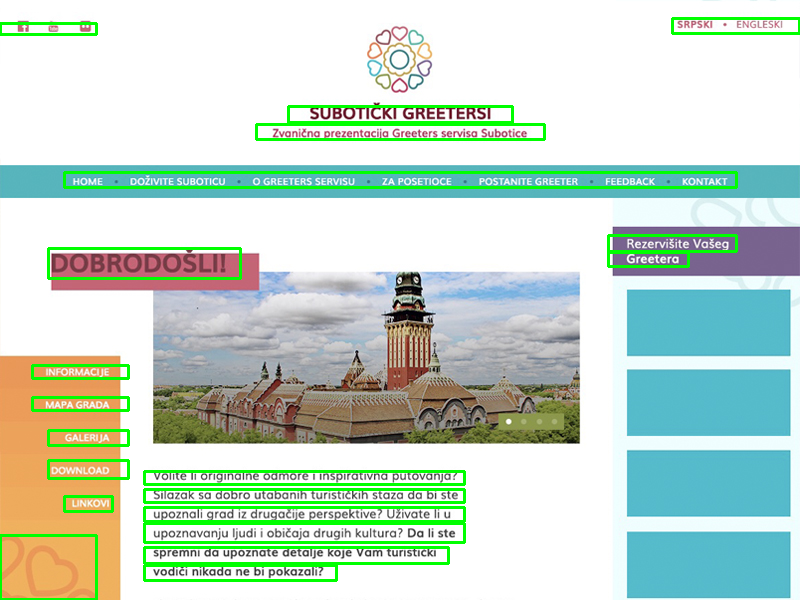 SRPSKI • ENGLESKI
SUBOTIČKI GREETERSI
Zvanična prezentacija Greeters servisa Subotice
HOME • DOŽIVITE SUBOTICU • O GREETERS SERVISU • ZA POSETIOCE • POSTANITE GREETER • FEEDBACK • KONTAKT
Rezervišite Vašeg
Greetera
DOBRODOŠLI!
INFORMACIJE
MAPA GRADA
GALERIJA
DOWNLOAD
LINKOVI
Volite li originalne odmore i inspirativna putovanja?
Silazak sa dobro utabanih turističkih staza da bi ste
upoznali grad iz drugačije perspektive? Uživate li u
upoznavanju ljudi i običaja drugih kultura? Da li ste
spremni da upoznate detalje koje Vam turistički
vodiči nikada ne bi pokazali?